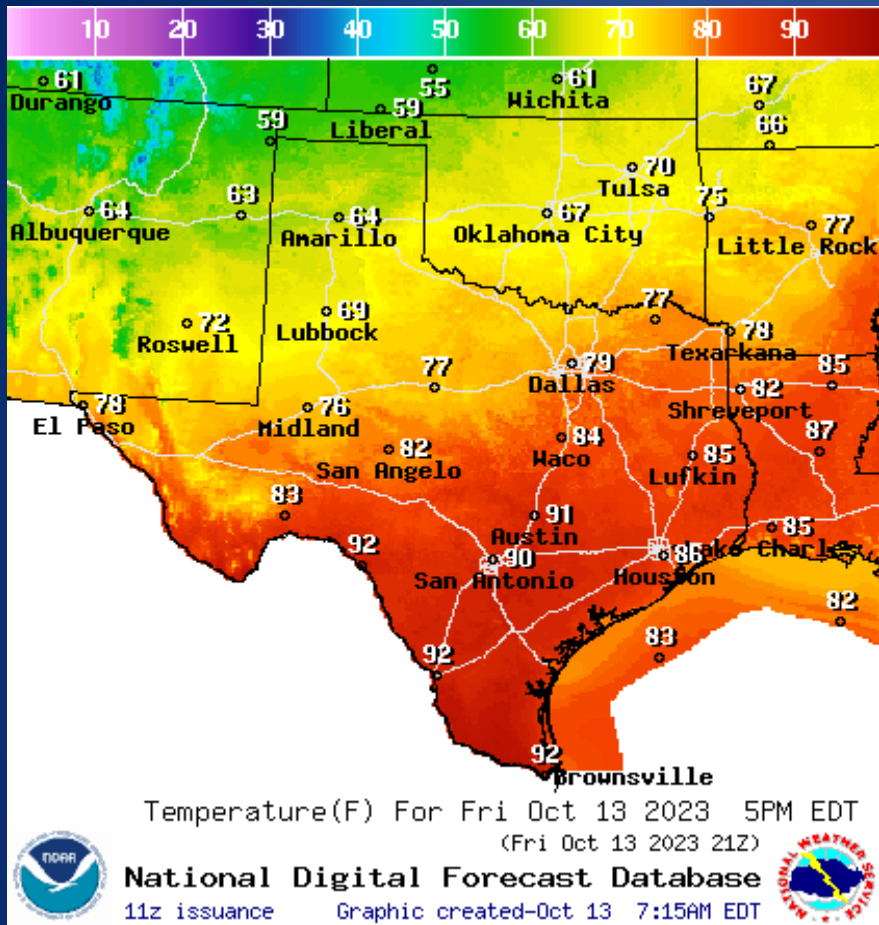 10 20 30 40 50 60 70 80 90
61
Durango
55
61
Wichita
67
59
Liberal
59
66
70
Tulsa
64
Albuquerque
63
64
Amarillo
67
Oklahoma City
75
77
Little Rock
72
Roswell
69
Lubbock
77
78
Texarkana
79
Dallas
77
85
82
Shreveport
78
El Paso
76
Midland
82
San Angelo
84
Waco
85
Lufkin
87
83
91
Austin
85
Lake Charles
92
90
San Antonio
86
Houston
82
83
92
92
Brownsville
Temperature(F) For Fri Oct 13 2023 5PM EDT
(Fri Oct 13 2023 21Z)
NOAA
National Digital Forecast Database
11z issuance Graphic created-Oct 13 7:15AM EDT
NATIONAL WEATHER SERVICE